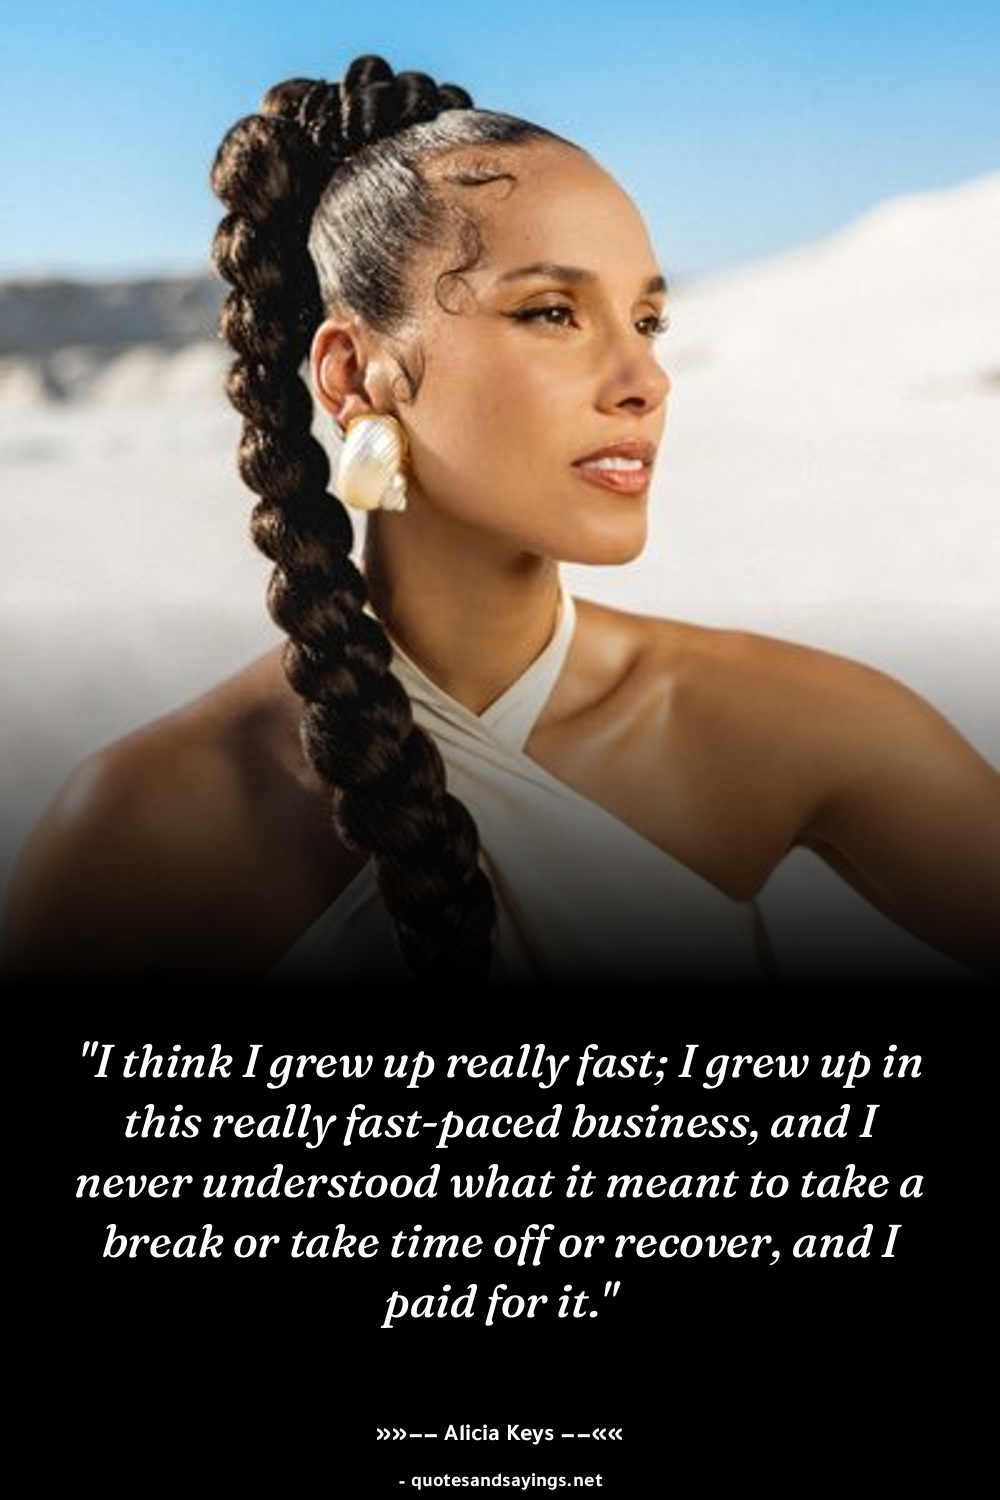 "I think I grew up really fast; I grew up in
this really fast-paced business, and I
never understood what it meant to take a
break or take time off or recover, and I
paid for it."
»»–– Alicia Keys ––««
- quotesandsayings.net